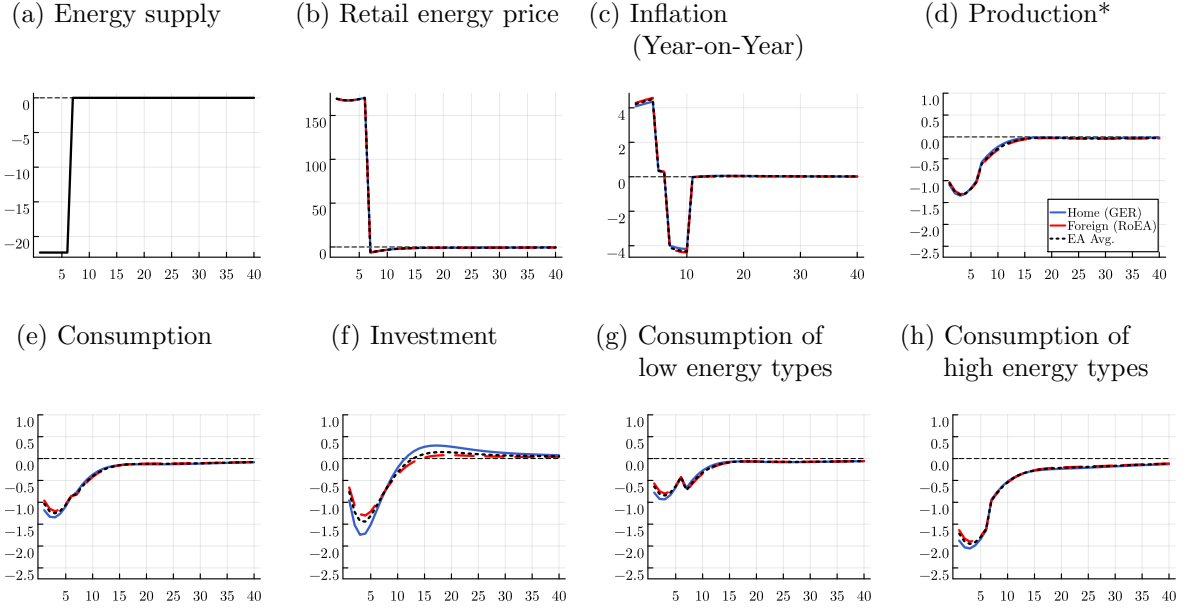 (a) Energy supply
(b) Retail energy price
(c) Inflation
(Year-on-Year)
(d) Production*
0
−5
−10
−15
−20
5 10 15 20 25 30 35 40
150
100
50
0
5 10 15 20 25 30 35 40
4
2
0
−2
−4
10 20 30 40
1.0
0.5
0.0
−0.5
−1.0
−1.5
−2.0
−2.5
5 10 15 20 25 30 35 40
Home (GER)
Foreign (RoEA)
EA Avg.
(e) Consumption
(f) Investment
(g) Consumption of
low energy types
(h) Consumption of
high energy types
1.0
0.5
0.0
−0.5
−1.0
−1.5
−2.0
−2.5
5 10 15 20 25 30 35 40
1.0
0.5
0.0
−0.5
−1.0
−1.5
−2.0
−2.5
5 10 15 20 25 30 35 40
1.0
0.5
0.0
−0.5
−1.0
−1.5
−2.0
−2.5
5 10 15 20 25 30 35 40
1.0
0.5
0.0
−0.5
−1.0
−1.5
−2.0
−2.5
5 10 15 20 25 30 35 40